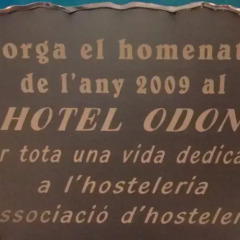 orga el homenat
de l'any 2009 al
HOTEL ODON
r tota una vida dedica
a l'hosteleria
ssociació d'hosteler